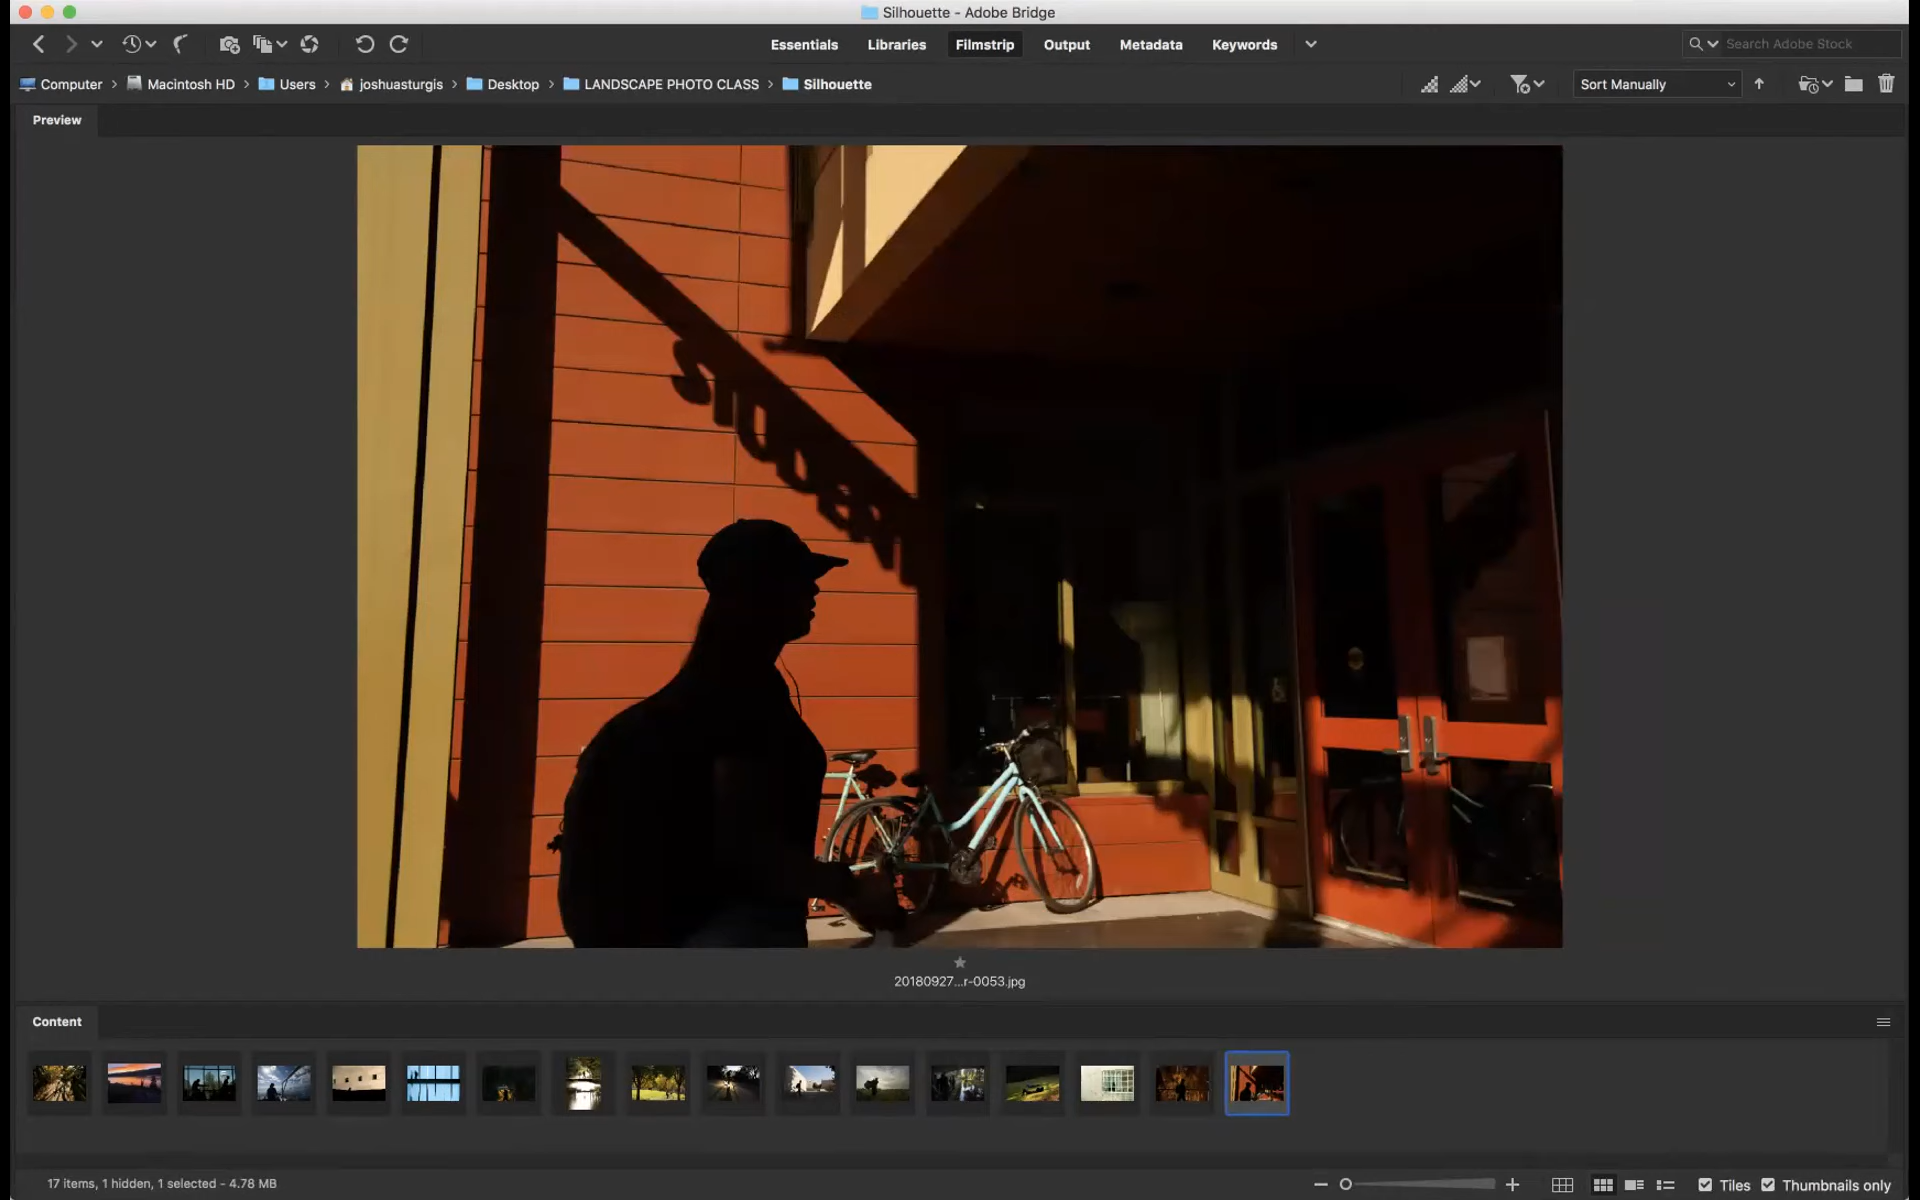 Silhouette - Adobe Bridge
Essentials Libraries Filmstrip Output Metadata Keywords Search Adobe Stock
Computer Macintosh HD Users joshuasturgis Desktop LANDSCAPE PHOTO CLASS Silhouette Sort Manually
Preview
20180927...r-0053.jpg
Content
17 items, 1 hidden, 1 selected - 4.78 MB Tiles Thumbnails only